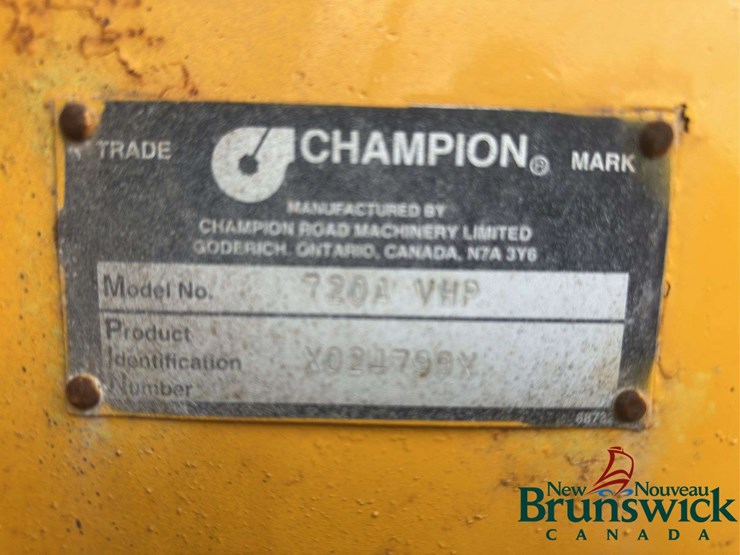 TRADE CHAMPION® MARK
MANUFACTURED BY
CHAMPION ROAD MACHINERY LIMITED
GODERICH, ONTARIO, CANADA, N7A 3Y6
Model No. 720A VHP
Product
Identification
Number
New Nouveau
Brunswick
CANADA